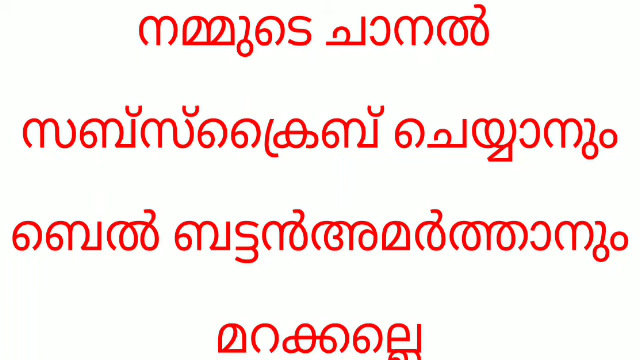 നമ്മുടെ ചാനൽ
സബ്സ്ക്രൈബ് ചെയ്യാനും
ബെൽ ബട്ടൻഅമർത്താനും
മറക്കല്ലെ